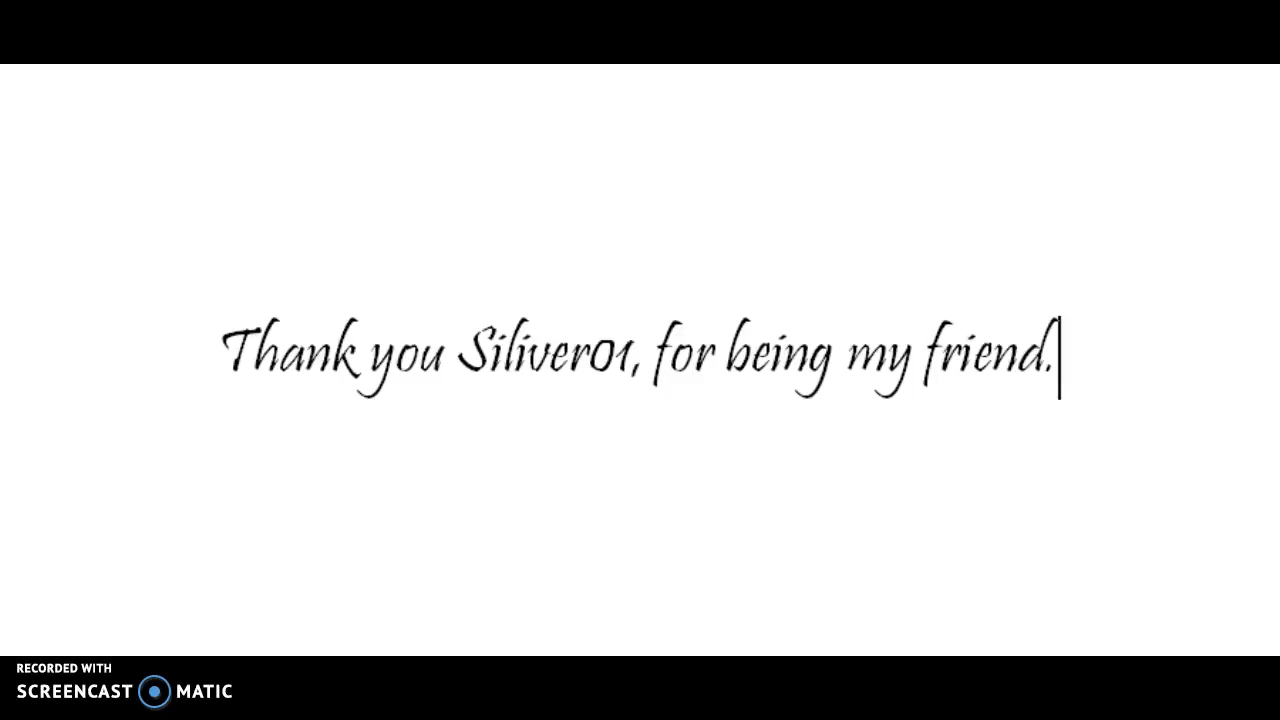 Thank you Siliver01, for being my friend.
RECORDED WITH
SCREENCAST MATIC